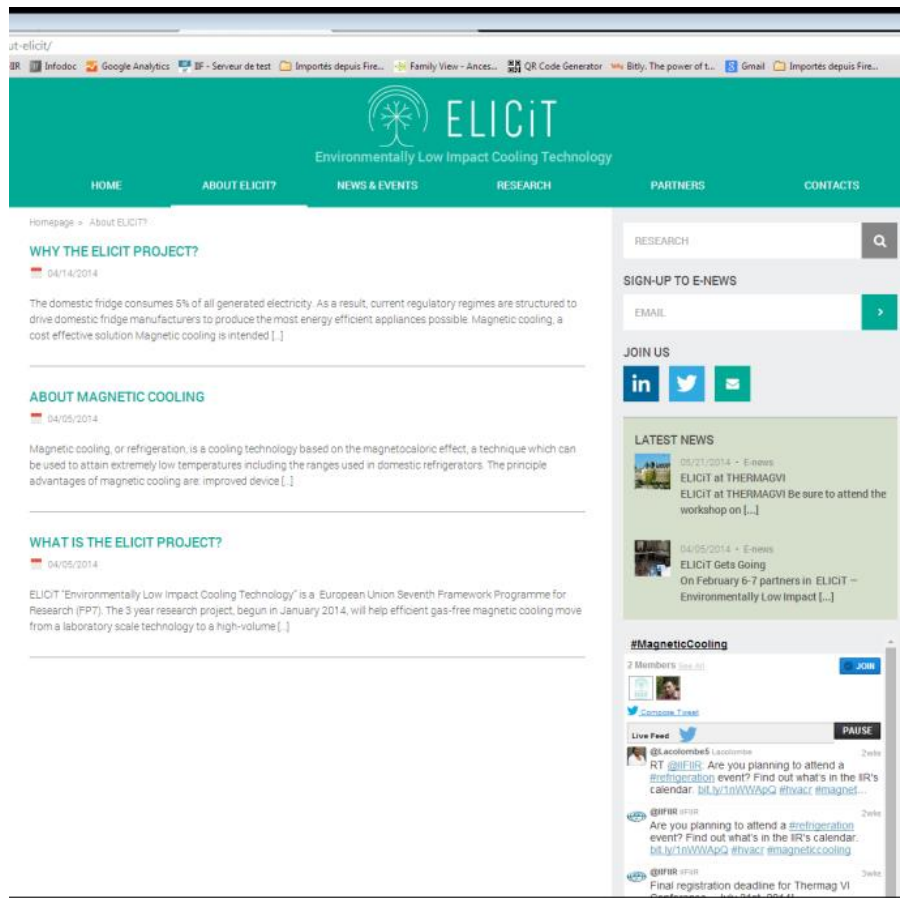 ut-elicit/
IIR Infodoc Google Analytics IIF - Serveur de test Importés depuis Fire... Family View - Ances... QR Code Generator Bitly. The power of t... Gmail Importés depuis Fire...
ELICiT
Environmentally Low Impact Cooling Technology
HOME ABOUT ELICIT? NEWS & EVENTS RESEARCH PARTNERS CONTACTS
Homepage > About ELICIT?
WHY THE ELICIT PROJECT?
04/14/2014
The domestic fridge consumes 5% of all generated electricity. As a result, current regulatory regimes are structured to
drive domestic fridge manufacturers to produce the most energy efficient appliances possible. Magnetic cooling, a
cost effective solution Magnetic cooling is intended [...]
ABOUT MAGNETIC COOLING
04/05/2014
Magnetic cooling, or refrigeration, is a cooling technology based on the magnetocaloric effect, a technique which can
be used to attain extremely low temperatures including the ranges used in domestic refrigerators. The principle
advantages of magnetic cooling are: improved device [...]
WHAT IS THE ELICIT PROJECT?
04/05/2014
ELICiT "Environmentally Low Impact Cooling Technology" is a European Union Seventh Framework Programme for
Research (FP7). The 3 year research project, begun in January 2014, will help efficient gas-free magnetic cooling move
from a laboratory scale technology to a high-volume [...]
RESEARCH
SIGN-UP TO E-NEWS
EMAIL
JOIN US
in
LATEST NEWS
05/21/2014 • E-news
ELICiT at THERMAGVI
ELICiT at THERMAGVI Be sure to attend the
workshop on [...]
04/05/2014 • E-news
ELICiT Gets Going
On February 6-7 partners in ELICiT –
Environmentally Low Impact [...]
#MagneticCooling
2 Members See All
JOIN
Compose Tweet
Live Feed PAUSE
@Lacolombe5 Lacolombe 2wks
RT @IIFIIR: Are you planning to attend a
#refrigeration event? Find out what's in the IIR's
calendar. bit.ly/1nWWApQ #hvacr #magnet...
@IIFIIR IIFIIR 2wks
Are you planning to attend a #refrigeration
event? Find out what's in the IIR's calendar.
bit.ly/1nWWApQ #hvacr #magneticcooling
@IIFIIR IIFIIR 3wks
Final registration deadline for Thermag VI